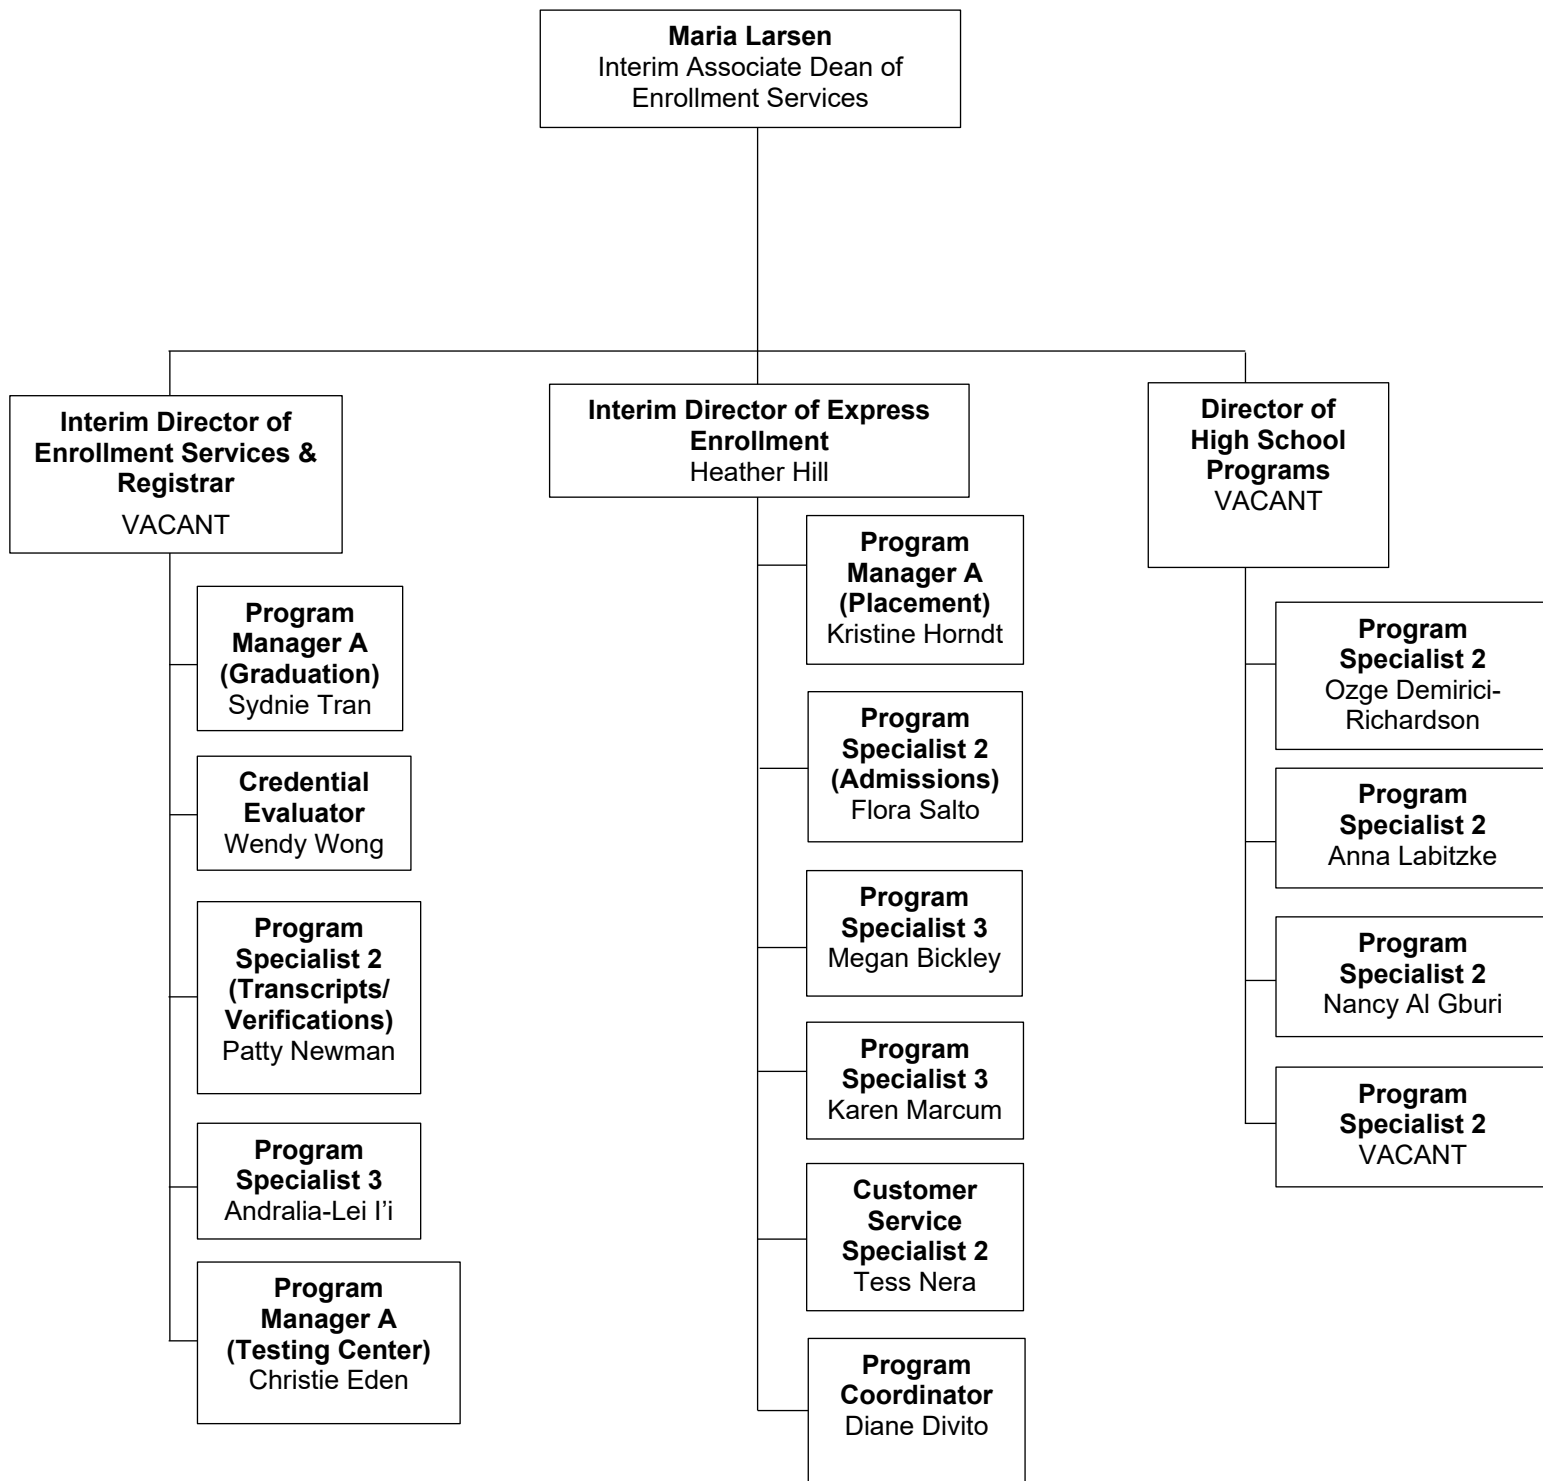 Maria Larsen
Interim Associate Dean of
Enrollment Services
Interim Director of
Enrollment Services &
Registrar
VACANT
Program
Manager A
(Graduation)
Sydnie Tran
Credential
Evaluator
Wendy Wong
Program
Specialist 2
(Transcripts/
Verifications)
Patty Newman
Program
Specialist 3
Andralia-Lei I’i
Program
Manager A
(Testing Center)
Christie Eden
Interim Director of Express
Enrollment
Heather Hill
Program
Manager A
(Placement)
Kristine Horndt
Program
Specialist 2
(Admissions)
Flora Salto
Program
Specialist 3
Megan Bickley
Program
Specialist 3
Karen Marcum
Customer
Service
Specialist 2
Tess Nera
Program
Coordinator
Diane Divito
Director of
High School
Programs
VACANT
Program
Specialist 2
Ozge Demirici-
Richardson
Program
Specialist 2
Anna Labitzke
Program
Specialist 2
Nancy Al Gburi
Program
Specialist 2
VACANT